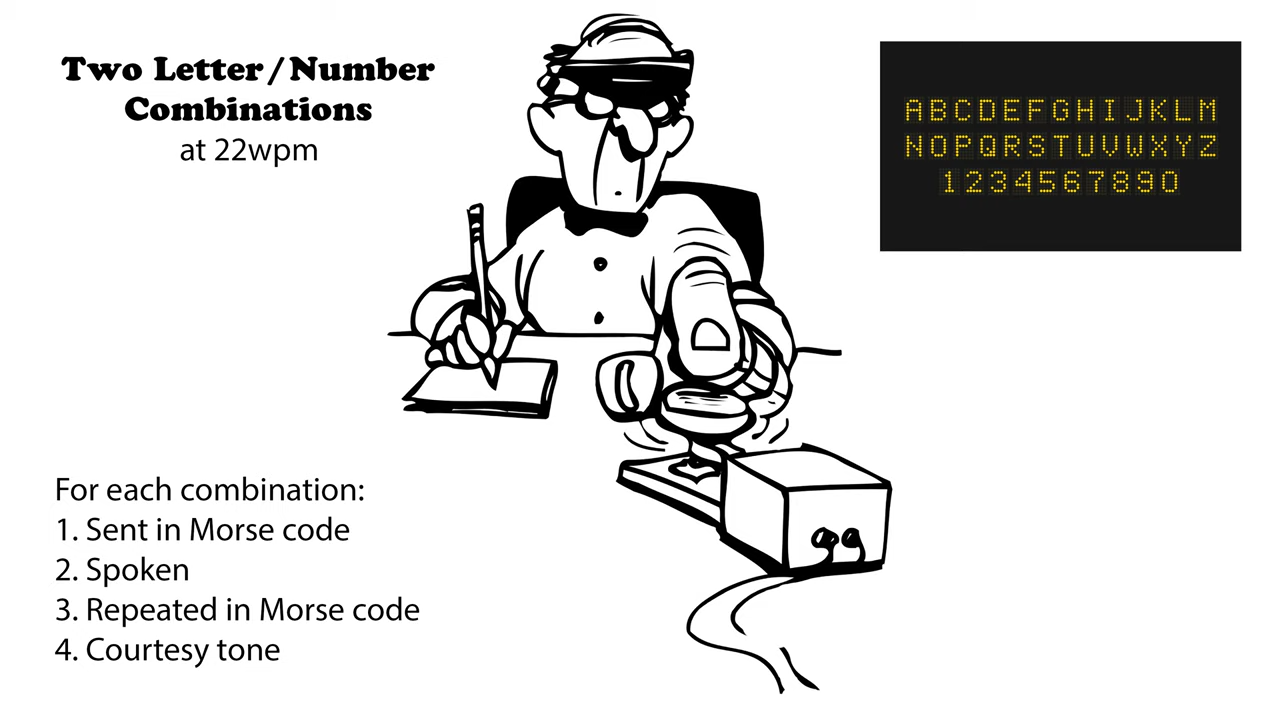 Two Letter/Number
Combinations
at 22wpm
ABCDEFGHIJKLM
NOPQRSTUVWXYZ
1234567890
For each combination:
1. Sent in Morse code
2. Spoken
3. Repeated in Morse code
4. Courtesy tone